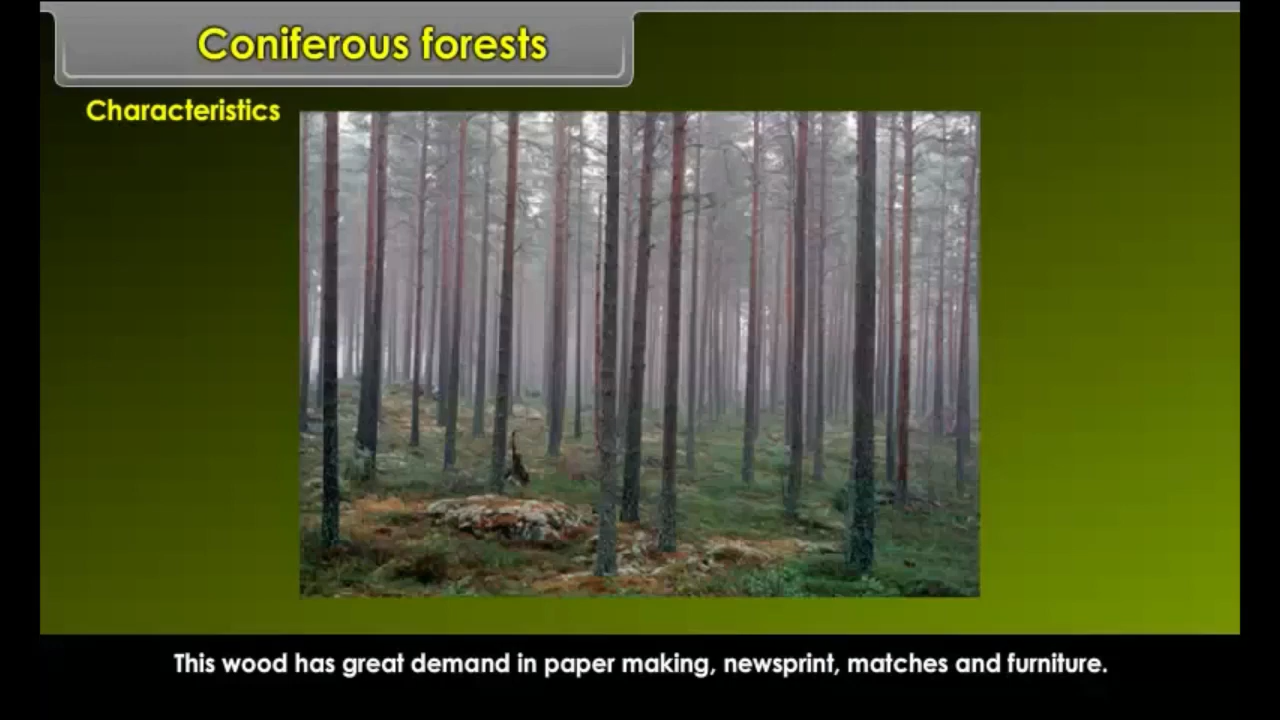 Coniferous forests
Characteristics
This wood has great demand in paper making, newsprint, matches and furniture.